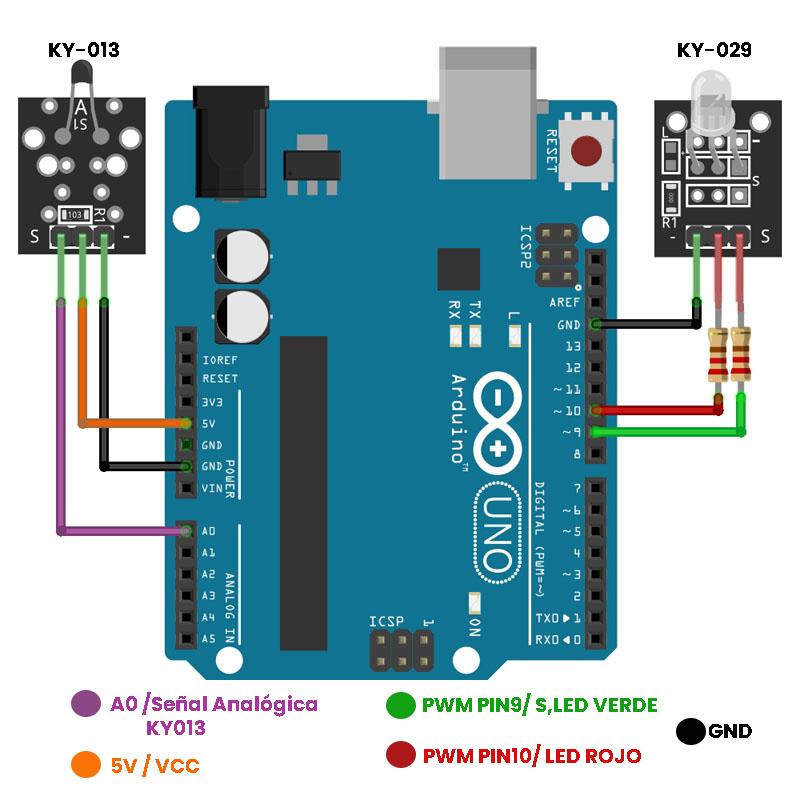 KY-013
KY-029
A
S1
103
R1
S
-
RESET
ICSP2
L
R1
000
-
S
-
S
IOREF
RESET
3V3
5V
GND
GND
VIN
POWER
A0
A1
A2
A3
A4
A5
ANALOG IN
RX
TX
L
Arduino™
UNO
ON
ICSP
1
AREF
GND
13
12
~11
~10
~9
8
7
~6
~5
4
~3
2
TX0▶1
RX0◀0
DIGITAL (PWM=~)
A0 /Señal Analógica
KY013
5V / VCC
PWM PIN9/ S,LED VERDE
PWM PIN10/ LED ROJO
GND